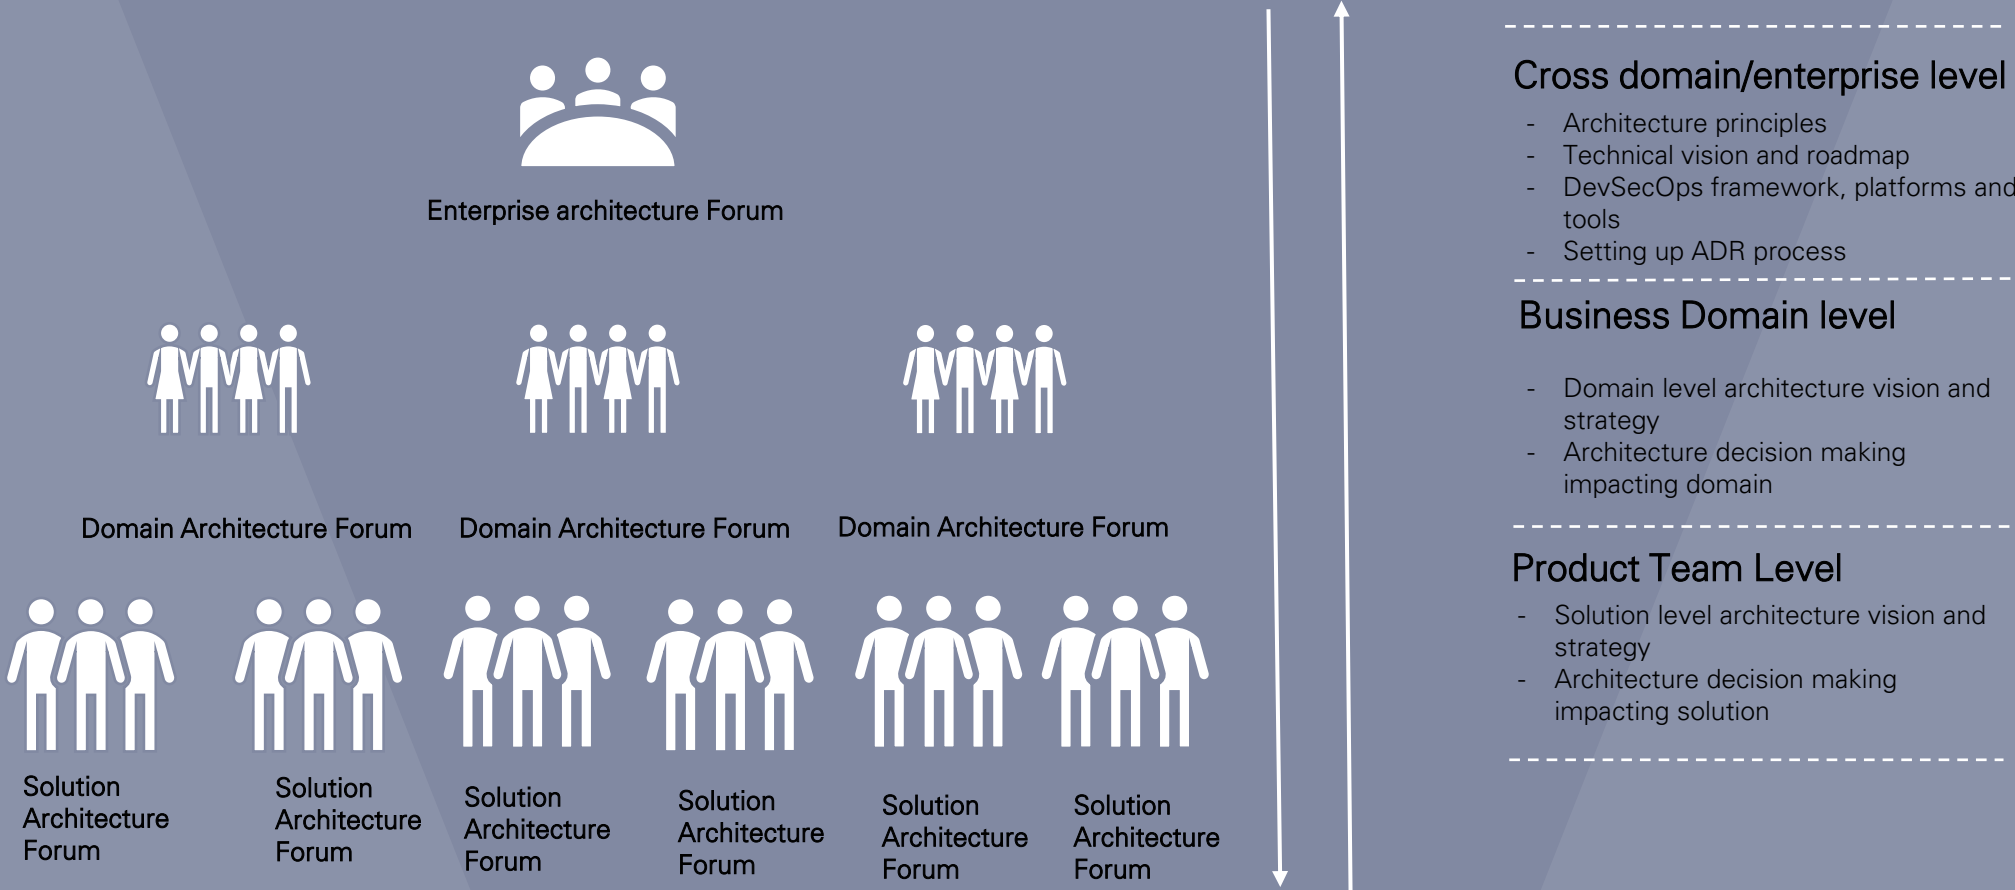 Enterprise architecture Forum
Domain Architecture Forum
Domain Architecture Forum
Domain Architecture Forum
Solution
Architecture
Forum
Solution
Architecture
Forum
Solution
Architecture
Forum
Solution
Architecture
Forum
Solution
Architecture
Forum
Solution
Architecture
Forum
Cross domain/enterprise level
- Architecture principles
- Technical vision and roadmap
- DevSecOps framework, platforms and
tools
- Setting up ADR process
Business Domain level
- Domain level architecture vision and
strategy
- Architecture decision making
impacting domain
Product Team Level
- Solution level architecture vision and
strategy
- Architecture decision making
impacting solution